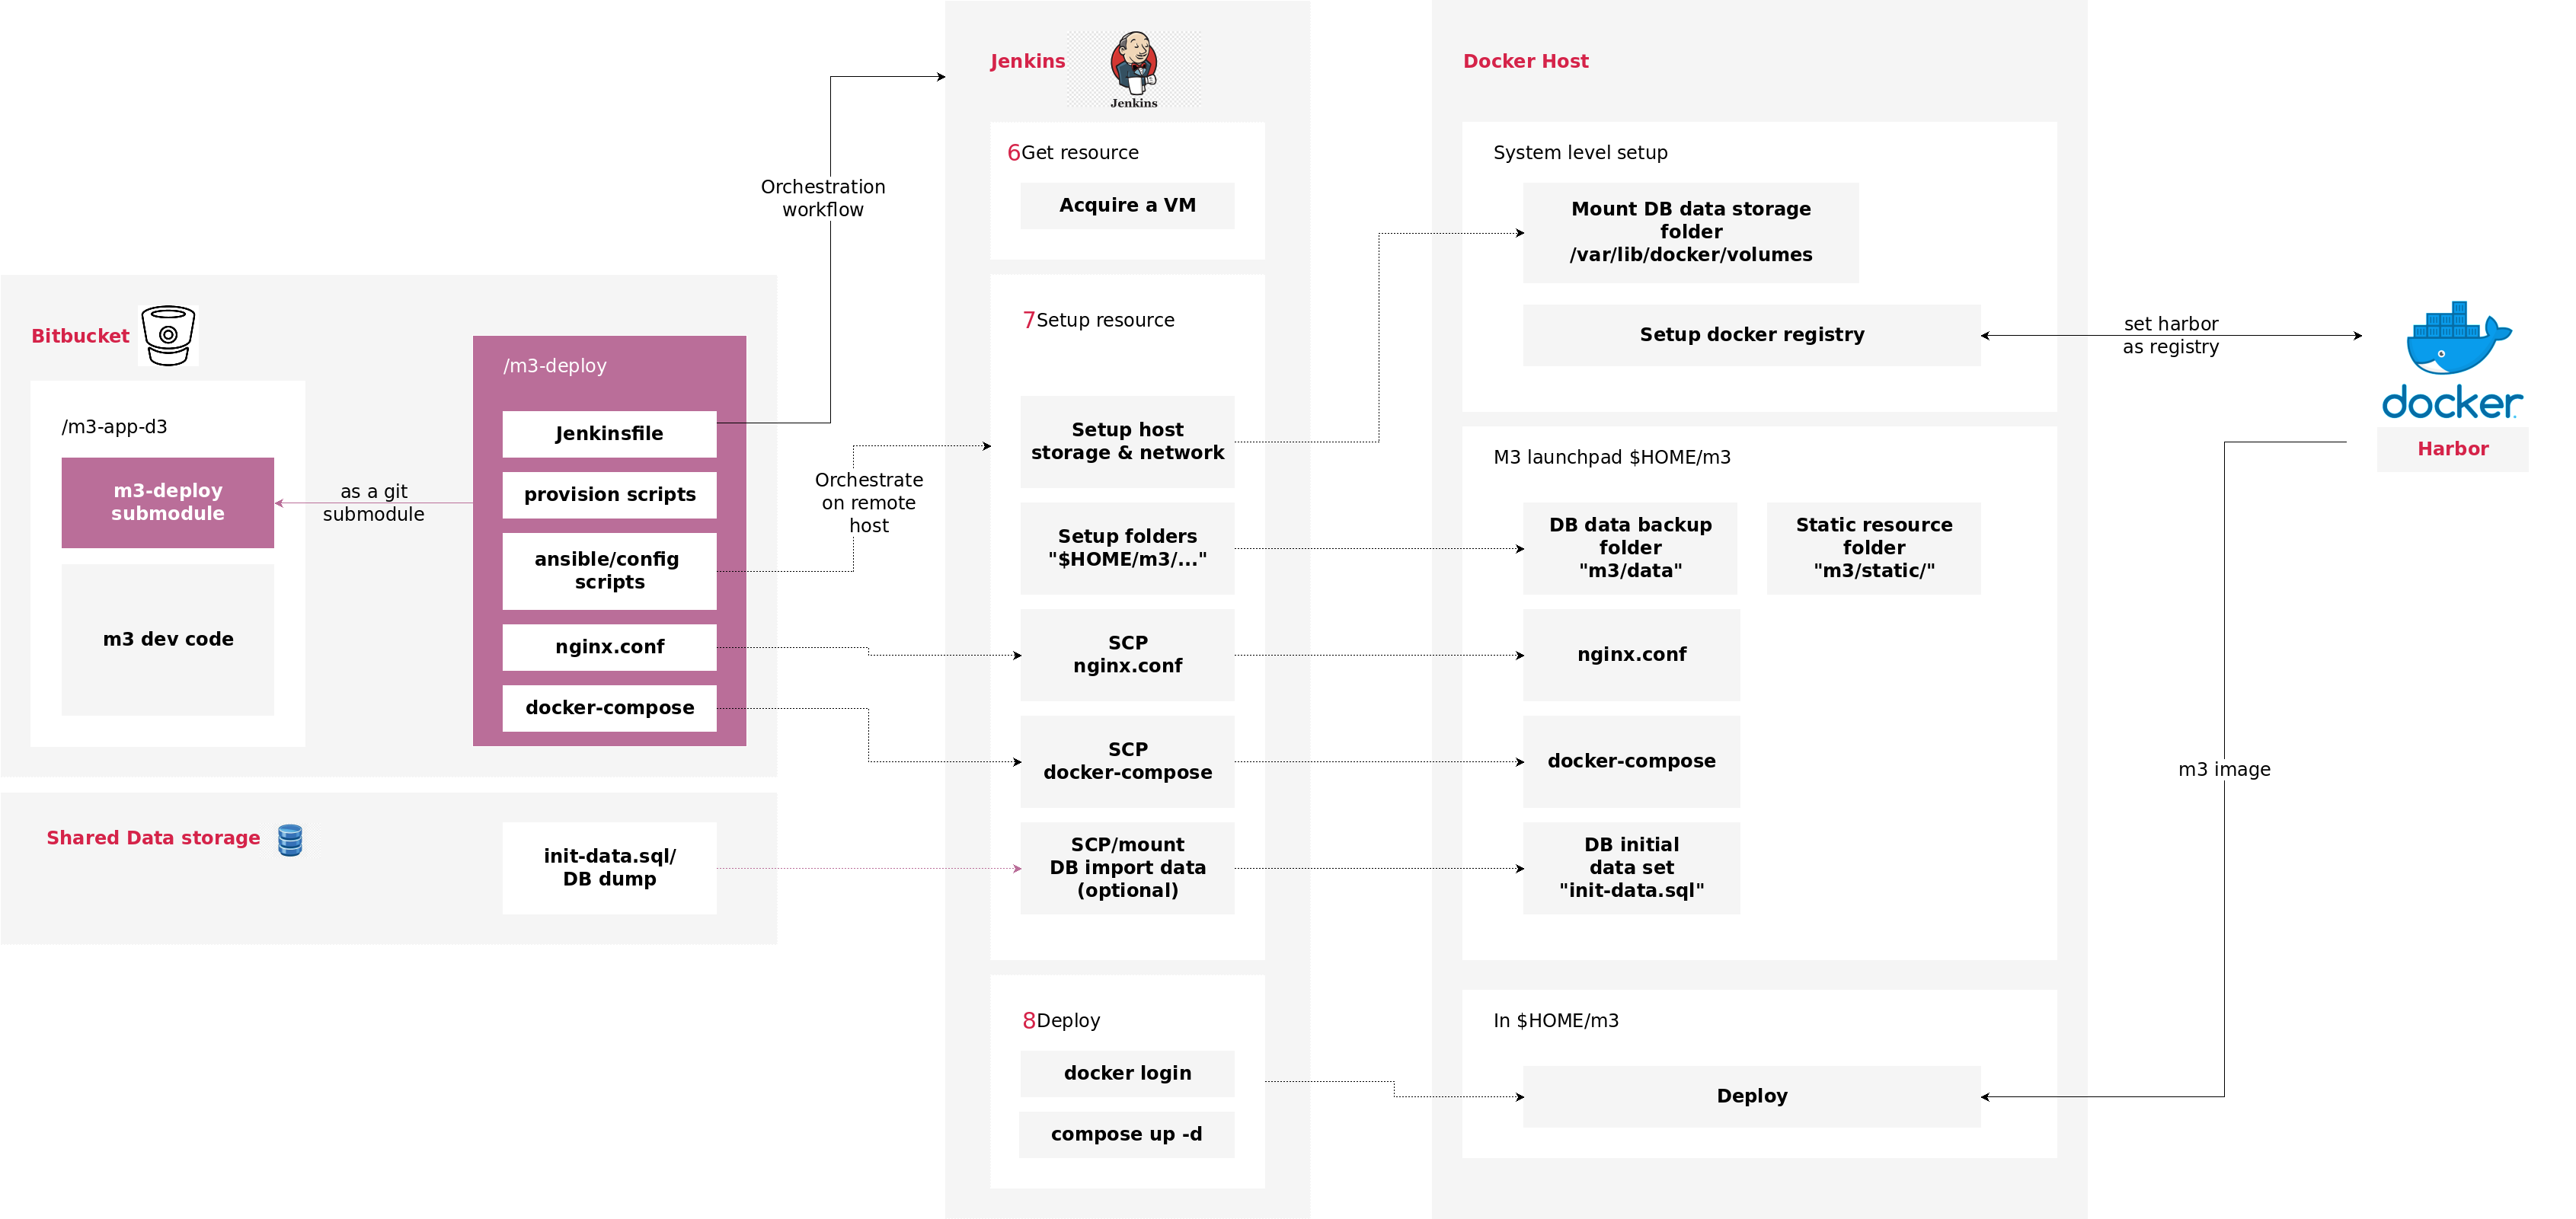 Bitbucket
/m3-app-d3
m3-deploy
submodule
m3 dev code
as a git
submodule
/m3-deploy
Jenkinsfile
provision scripts
ansible/config
scripts
nginx.conf
docker-compose
Shared Data storage
init-data.sql/
DB dump
Orchestration
workflow
Orchestrate
on remote
host
Jenkins
Jenkins
6Get resource
Acquire a VM
7Setup resource
Setup host
storage & network
Setup folders
"$HOME/m3/..."
SCP
nginx.conf
SCP
docker-compose
SCP/mount
DB import data
(optional)
8Deploy
docker login
compose up -d
Docker Host
System level setup
Mount DB data storage
folder
/var/lib/docker/volumes
Setup docker registry
M3 launchpad $HOME/m3
DB data backup
folder
"m3/data"
Static resource
folder
"m3/static/"
nginx.conf
docker-compose
DB initial
data set
"init-data.sql"
In $HOME/m3
Deploy
set harbor
as registry
docker
Harbor
m3 image